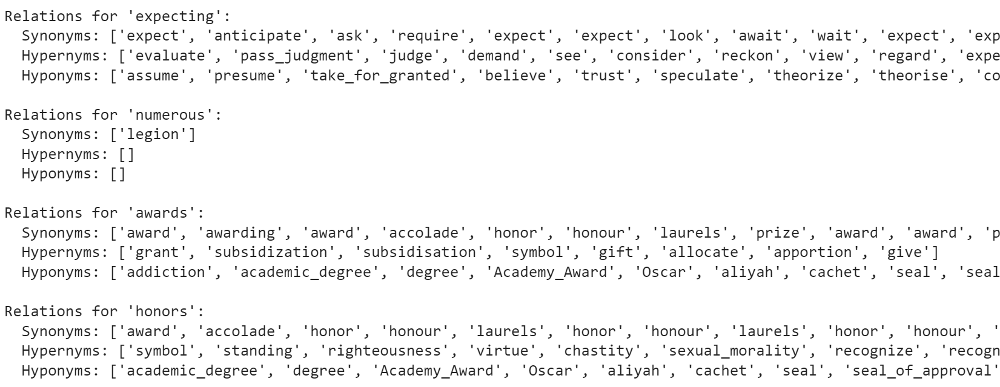 Relations for 'expecting':
  Synonyms: ['expect', 'anticipate', 'ask', 'require', 'expect', 'expect', 'look', 'await', 'wait', 'expect', 'exp
  Hypernyms: ['evaluate', 'pass_judgment', 'judge', 'demand', 'see', 'consider', 'reckon', 'view', 'regard', 'expe
  Hyponyms: ['assume', 'presume', 'take_for_granted', 'believe', 'trust', 'speculate', 'theorize', 'theorise', 'co
Relations for 'numerous':
  Synonyms: ['legion']
  Hypernyms: []
  Hyponyms: []
Relations for 'awards':
  Synonyms: ['award', 'awarding', 'award', 'accolade', 'honor', 'honour', 'laurels', 'prize', 'award', 'award', 'p
  Hypernyms: ['grant', 'subsidization', 'subsidisation', 'symbol', 'gift', 'allocate', 'apportion', 'give']
  Hyponyms: ['addiction', 'academic_degree', 'degree', 'Academy_Award', 'Oscar', 'aliyah', 'cachet', 'seal', 'seal
Relations for 'honors':
  Synonyms: ['award', 'accolade', 'honor', 'honour', 'laurels', 'honor', 'honour', 'laurels', 'honor', 'honour', '
  Hypernyms: ['symbol', 'standing', 'righteousness', 'virtue', 'chastity', 'sexual_morality', 'recognize', 'recogn
  Hyponyms: ['academic_degree', 'degree', 'Academy_Award', 'Oscar', 'aliyah', 'cachet', 'seal', 'seal_of_approval'